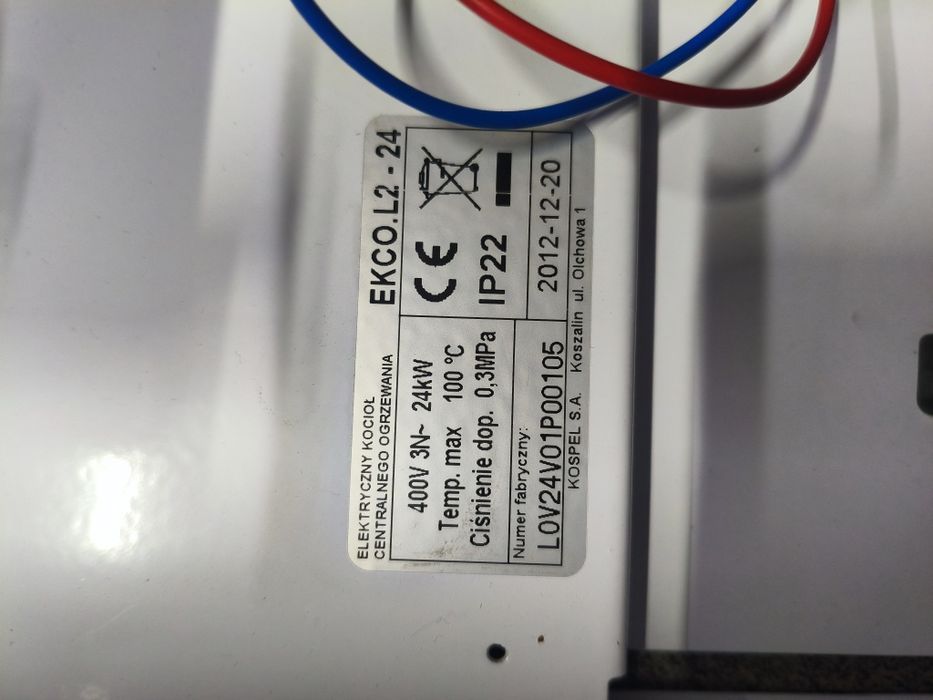 ELEKTRYCZNY KOCIOŁ
CENTRALNEGO OGRZEWANIA
EKCO.L2 - 24
400V 3N~ 24kW
Temp. max 100 ºC
Ciśnienie dop. 0,3MPa
CE
IP22
Numer fabryczny:
L0V24V01P00105
2012-12-20
KOSPEL S.A. Koszalin ul. Olchowa 1